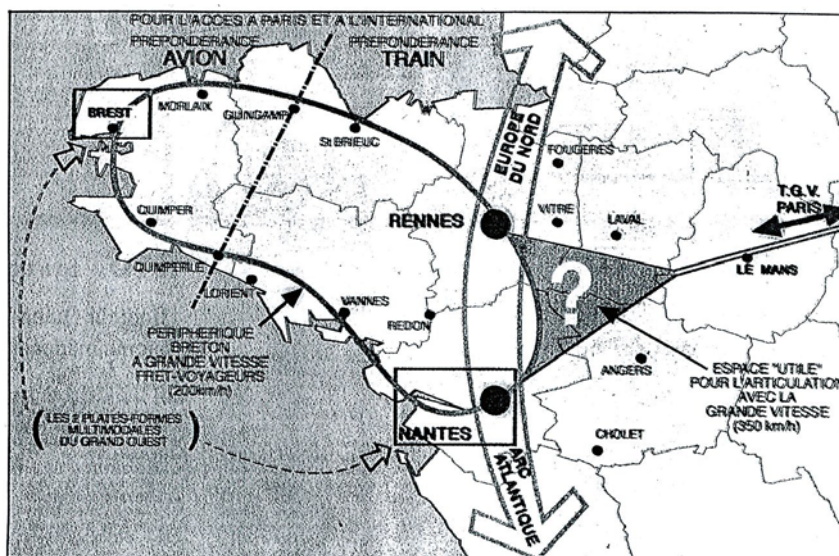 POUR L'ACCES A PARIS ET A L'INTERNATIONAL
PREPONDERANCE
AVION
PREPONDERANCE
TRAIN
BREST
MORLAIX
GUINGAMP
St BRIEUC
EUROPE
DU NORD
FOUGERES
VITRE
LAVAL
T.G.V.
PARIS
LE MANS
RENNES
QUIMPER
QUIMPERLE
LORIENT
VANNES
REDON
?
PERIPHERIQUE
BRETON
A GRANDE VITESSE
FRET-VOYAGEURS
(200km/h)
ANGERS
ESPACE "UTILE"
POUR L'ARTICULATION
AVEC LA
GRANDE VITESSE
(350 km/h)
(LES 2 PLATES-FORMES
MULTIMODALES
DU GRAND OUEST)
NANTES
CHOLET
ARC
ATLANTIQUE